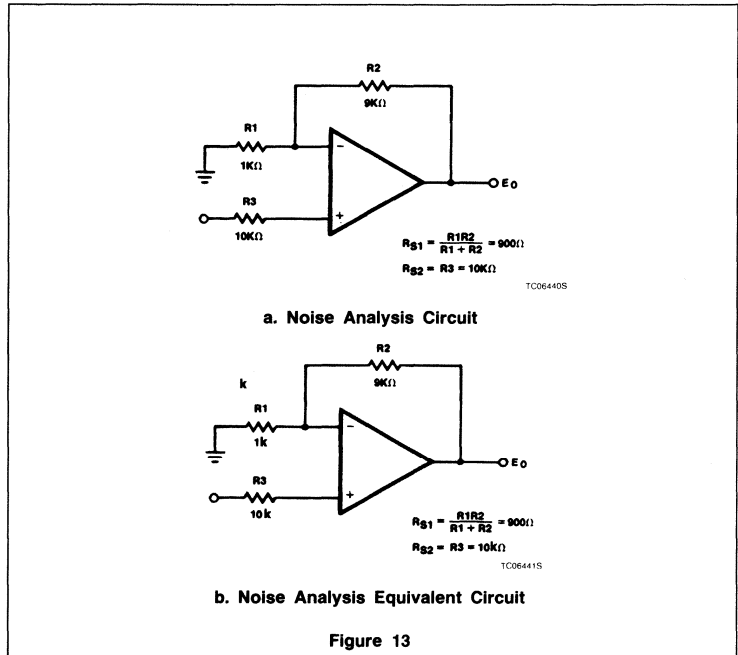 R2
9KΩ
R1
1KΩ
−
R3
10KΩ
+
E0
RS1 = R1R2 / R1 + R2 = 900Ω
RS2 = R3 = 10KΩ
TC06440S
a. Noise Analysis Circuit
R2
9KΩ
k
R1
1k
−
R3
10k
+
E0
RS1 = R1R2 / R1 + R2 = 900Ω
RS2 = R3 = 10kΩ
TC06441S
b. Noise Analysis Equivalent Circuit
Figure 13